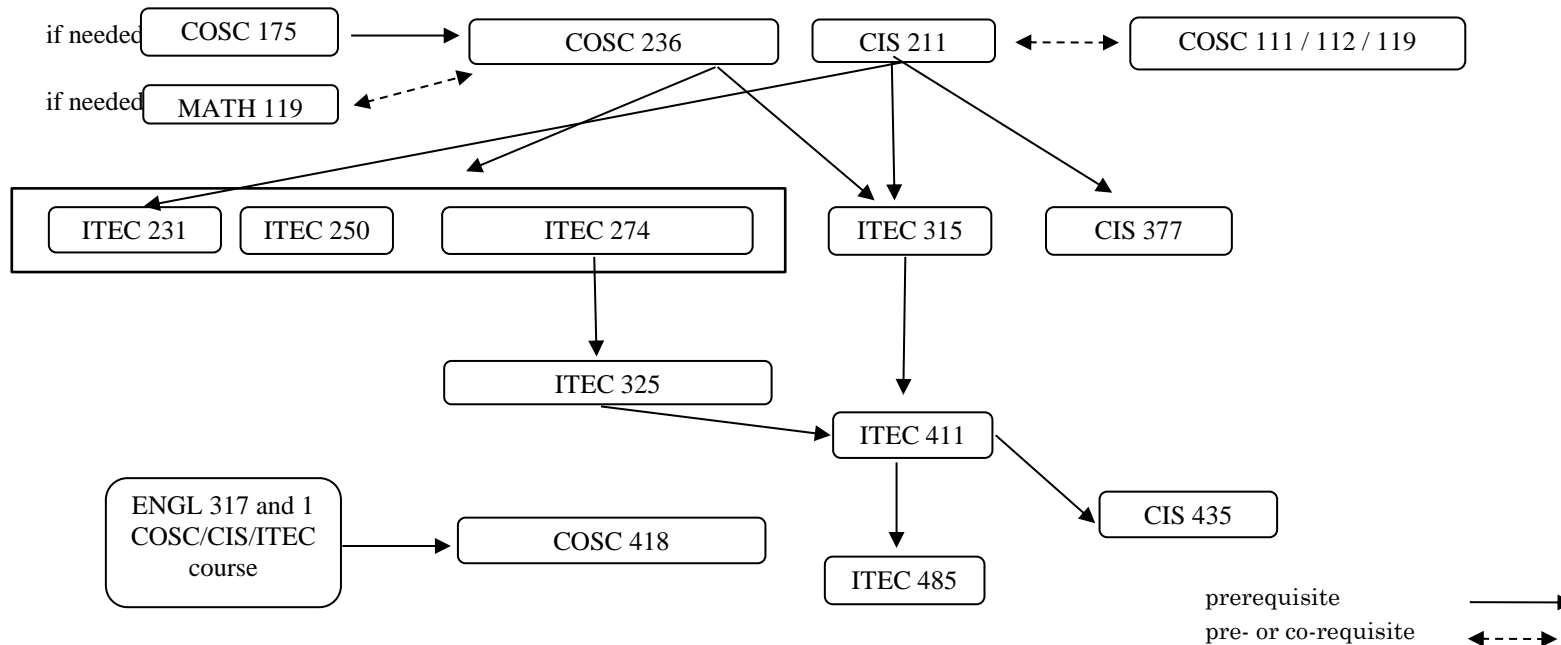 if needed
COSC 175
COSC 236
CIS 211
COSC 111 / 112 / 119
if needed
MATH 119
ITEC 231
ITEC 250
ITEC 274
ITEC 315
CIS 377
ITEC 325
ITEC 411
ENGL 317 and 1
COSC/CIS/ITEC
course
COSC 418
CIS 435
ITEC 485
prerequisite
pre- or co-requisite